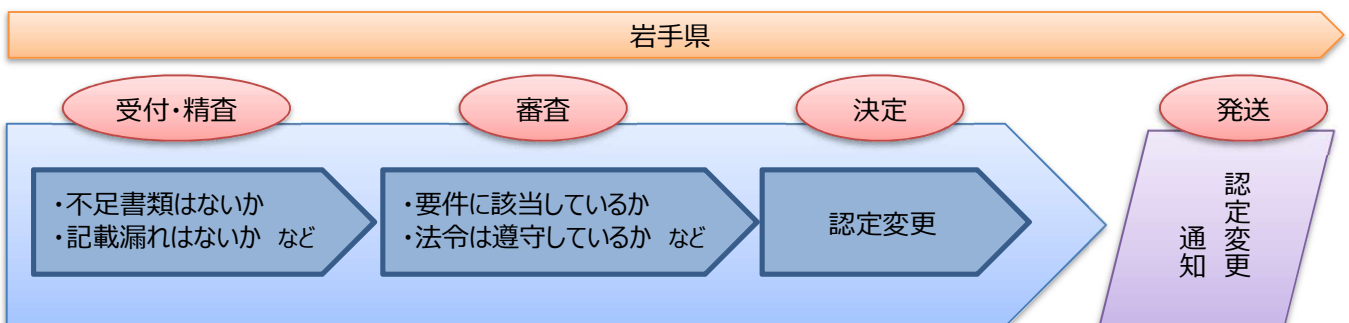 岩手県
受付・精査
審査
決定
発送
・不足書類はないか
・記載漏れはないか など
・要件に該当しているか
・法令は遵守しているか など
認定変更
認定変更
通知